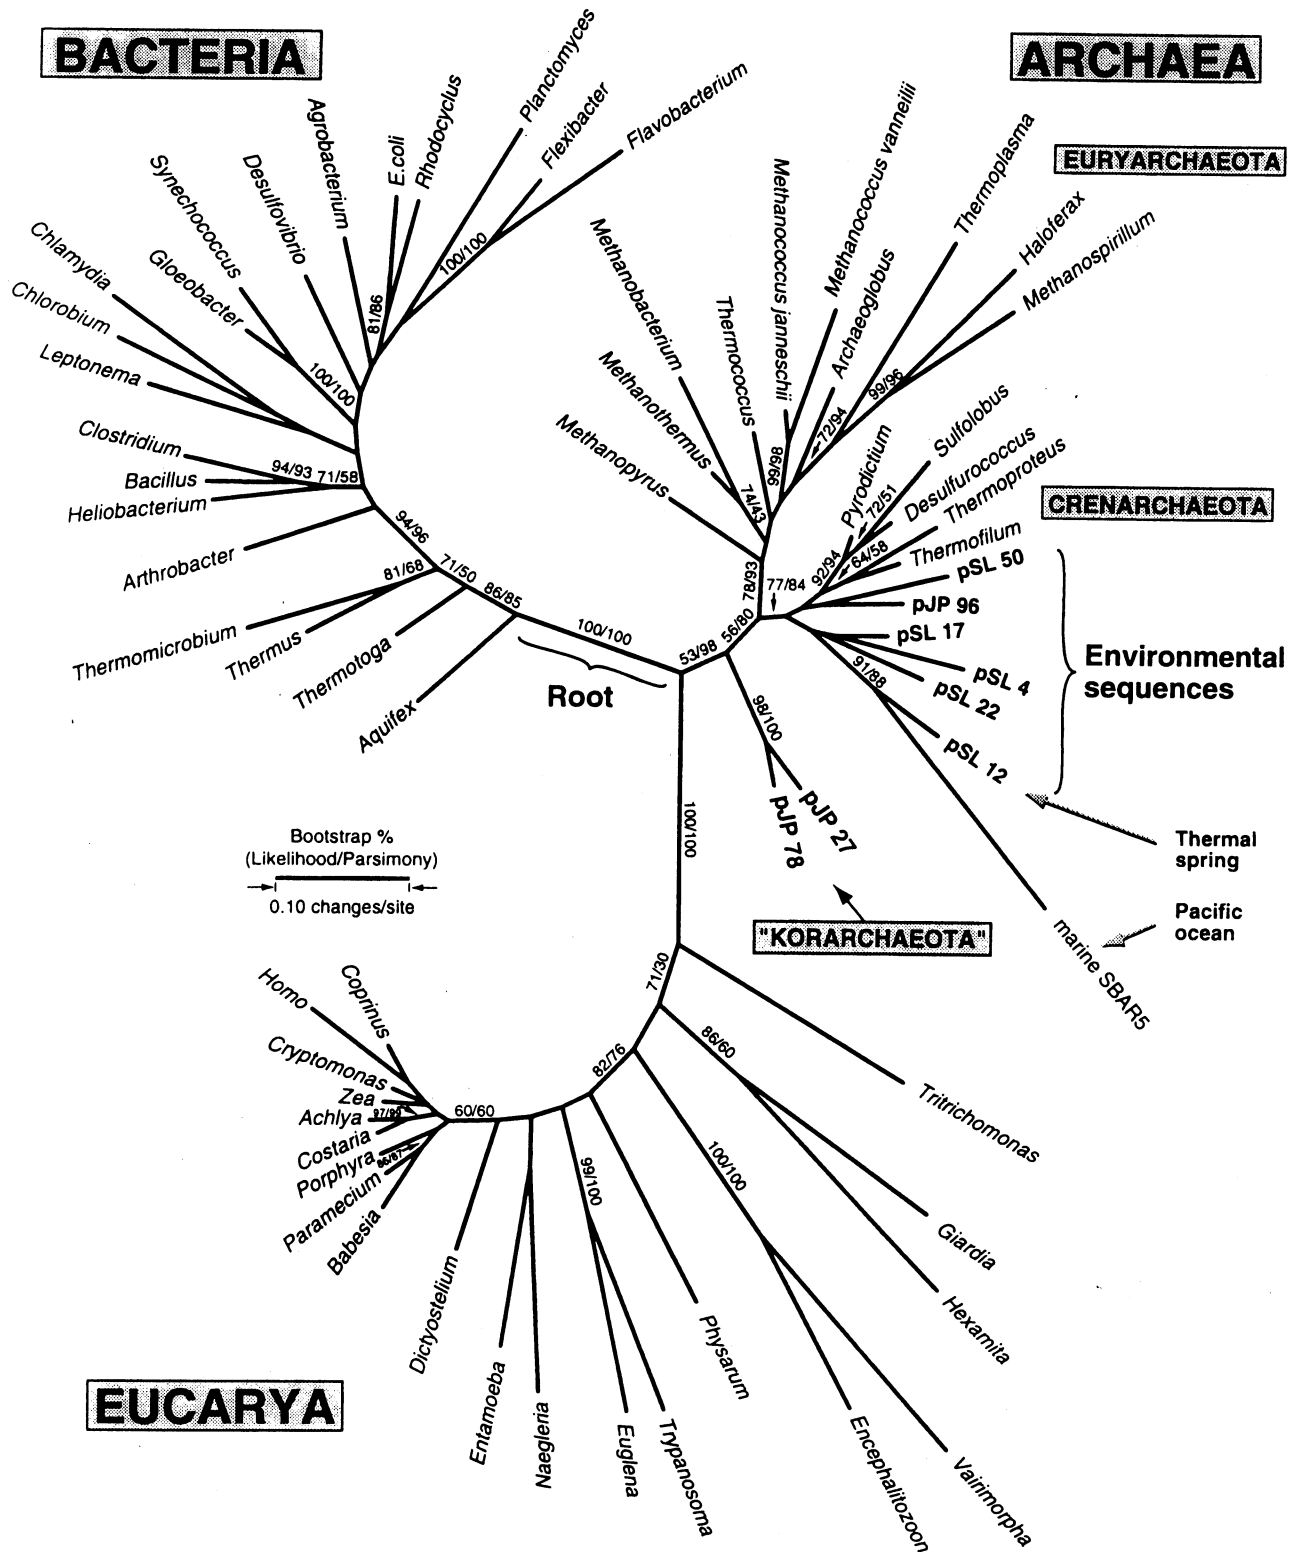 BACTERIA
ARCHAEA
EURYARCHAEOTA
CRENARCHAEOTA
Planctomyces
Flexibacter
Flavobacterium
Rhodocyclus
E.coli
Agrobacterium
Desulfovibrio
Synechococcus
Gloeobacter
Chlamydia
Chlorobium
Leptonema
Clostridium
Bacillus
Heliobacterium
Arthrobacter
Thermomicrobium
Thermus
Thermotoga
Aquifex
100/100
81/86
100/100
94/93
71/58
94/96
81/68
71/50
86/85
100/100
Root
Methanopyrus
Methanothermus
Methanobacterium
Thermococcus
Methanococcus janneschii
Methanococcus vanneilii
Archaeoglobus
Thermoplasma
Haloferax
Methanospirillum
74/43
99/98
72/94
99/96
78/93
77/84
56/80
53/98
Pyrodictium
Sulfolobus
Desulfurococcus
Thermoproteus
Thermofilum
72/51
64/58
92/94
pSL 50
pJP 96
pSL 17
pSL 4
pSL 22
pSL 12
91/88
Environmental
sequences
98/100
pJP 27
pJP 78
Thermal
spring
Pacific
ocean
marine SBAR5
"KORARCHAEOTA"
100/100
Bootstrap %
(Likelihood/Parsimony)
0.10 changes/site
71/30
86/60
82/76
100/100
99/100
60/60
97/99
86/87
Homo
Coprinus
Cryptomonas
Zea
Achlya
Costaria
Porphyra
Paramecium
Babesia
Dictyostelium
Entamoeba
Naegleria
Euglena
Trypanosoma
Physarum
Encephalitozoon
Vairimorpha
Hexamita
Giardia
Tritrichomonas
EUCARYA